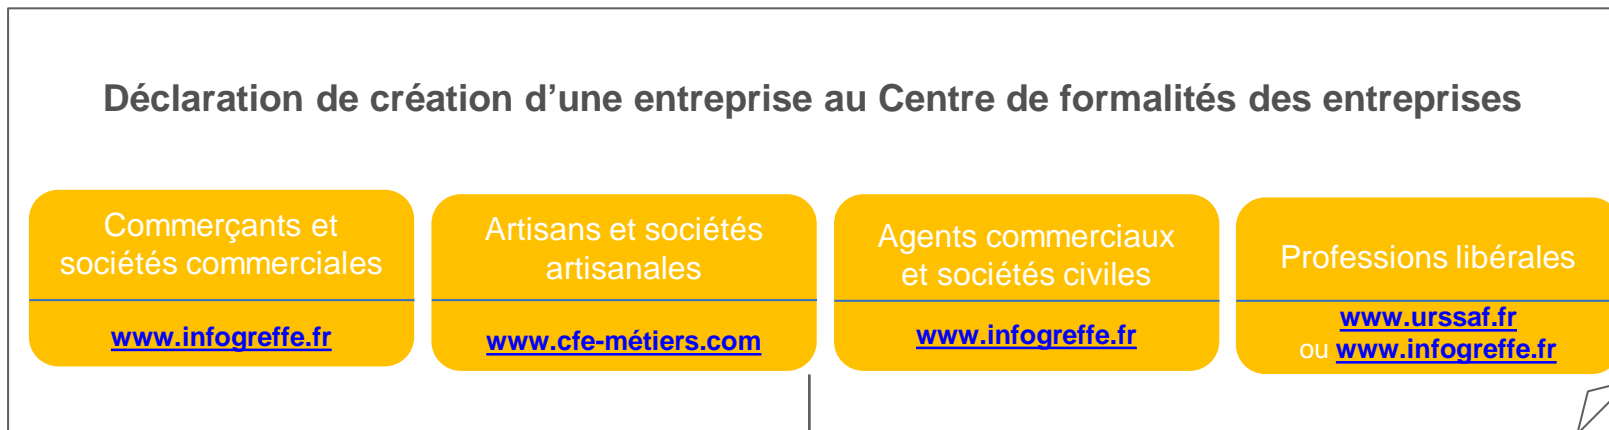 Déclaration de création d’une entreprise au Centre de formalités des entreprises
Commerçants et
sociétés commerciales
www.infogreffe.fr
Artisans et sociétés
artisanales
www.cfe-métiers.com
Agents commerciaux
et sociétés civiles
www.infogreffe.fr
Professions libérales
www.urssaf.fr
ou www.infogreffe.fr